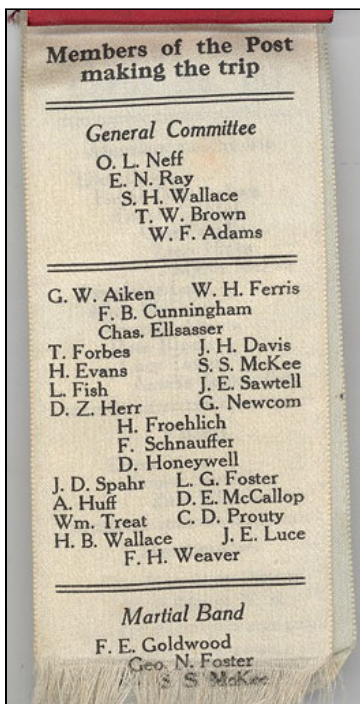 Members of the Post
making the trip
General Committee
O. L. Neff
E. N. Ray
S. H. Wallace
T. W. Brown
W. F. Adams
G. W. Aiken W. H. Ferris
F. B. Cunningham
Chas. Ellsasser
T. Forbes J. H. Davis
H. Evans S. S. McKee
L. Fish J. E. Sawtell
D. Z. Herr G. Newcom
H. Froehlich
F. Schnauffer
D. Honeywell
J. D. Spahr L. G. Foster
A. Huff D. E. McCallop
Wm. Treat C. D. Prouty
H. B. Wallace J. E. Luce
F. H. Weaver
Martial Band
F. E. Goldwood
Geo. N. Foster
S. S. McKee